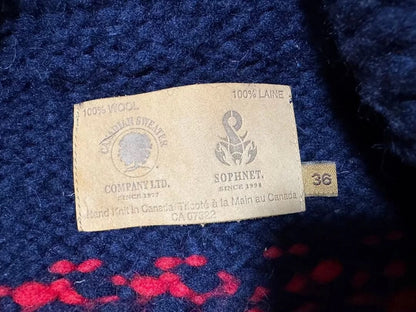 100% WOOL
100% LAINE
CANADIAN SWEATER
COMPANY LTD.
SINCE 1977
SOPHNET.
SINCE 1998
36
Hand Knit in Canada Tricoté à la Main au Canada
CA 07322